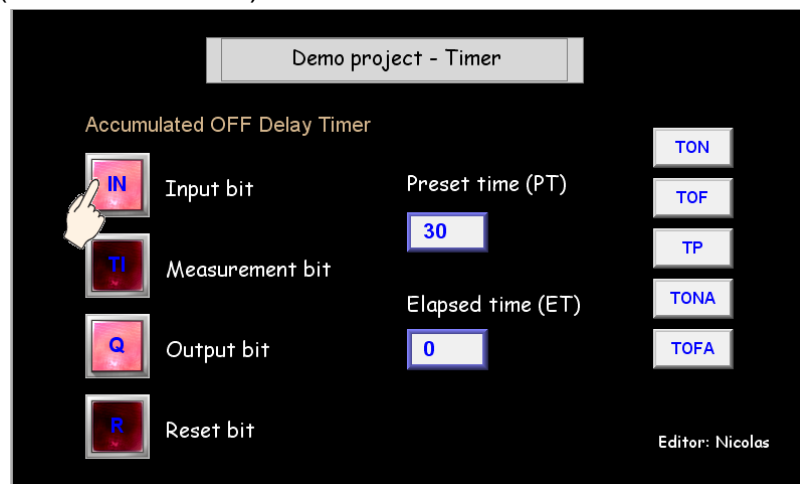 Demo project - Timer
Accumulated OFF Delay Timer
IN
Input bit
TI
Measurement bit
Q
Output bit
R
Reset bit
Preset time (PT)
30
Elapsed time (ET)
0
TON
TOF
TP
TONA
TOFA
Editor: Nicolas